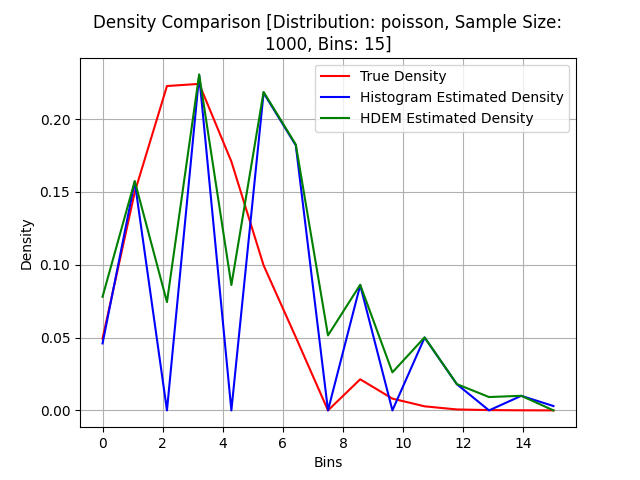 Density Comparison [Distribution: poisson, Sample Size:
1000, Bins: 15]
True Density
Histogram Estimated Density
HDEM Estimated Density
Density
0.20
0.15
0.10
0.05
0.00
0 2 4 6 8 10 12 14
Bins